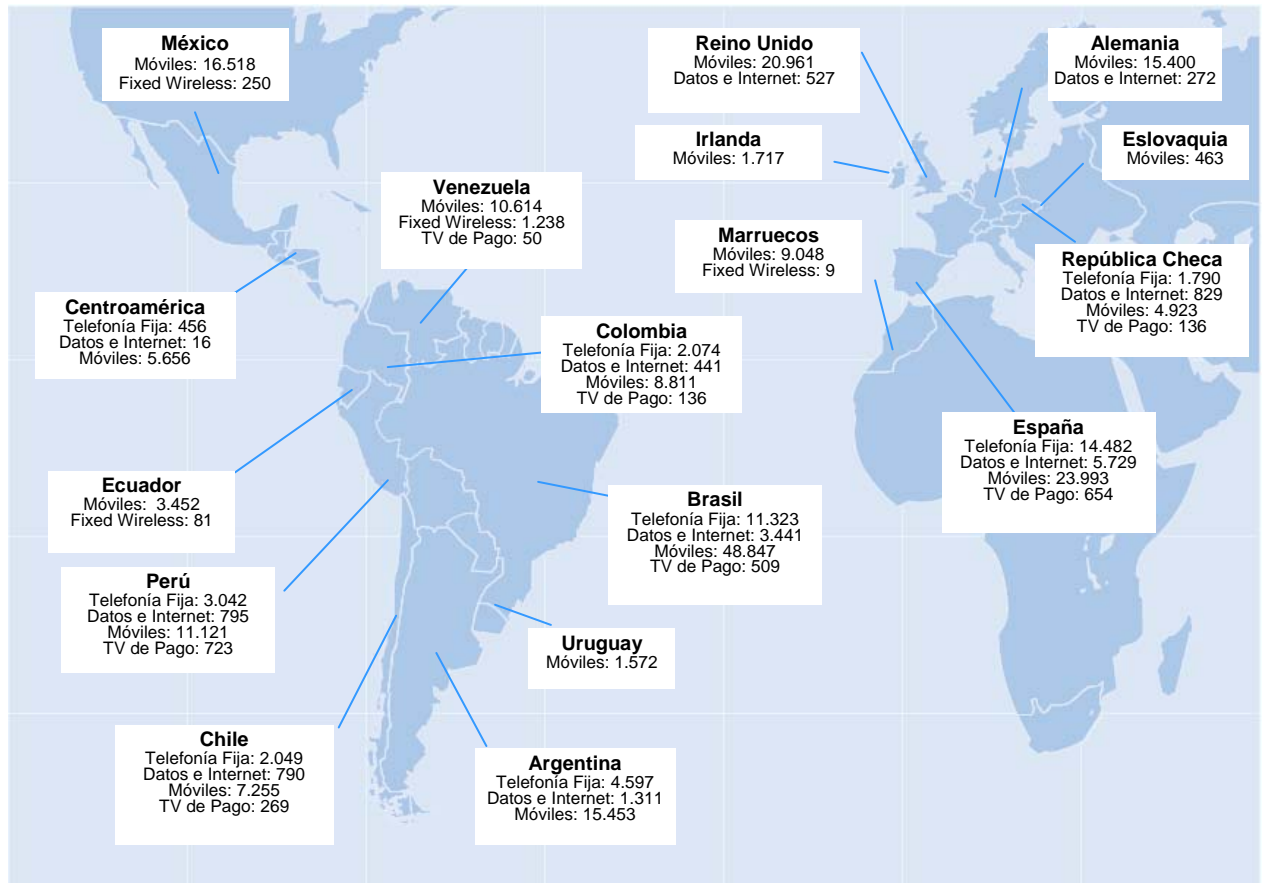 México
Móviles: 16.518
Fixed Wireless: 250
Reino Unido
Móviles: 20.961
Datos e Internet: 527
Alemania
Móviles: 15.400
Datos e Internet: 272
Irlanda
Móviles: 1.717
Eslovaquia
Móviles: 463
Venezuela
Móviles: 10.614
Fixed Wireless: 1.238
TV de Pago: 50
Marruecos
Móviles: 9.048
Fixed Wireless: 9
República Checa
Telefonía Fija: 1.790
Datos e Internet: 829
Móviles: 4.923
TV de Pago: 136
Centroamérica
Telefonía Fija: 456
Datos e Internet: 16
Móviles: 5.656
Colombia
Telefonía Fija: 2.074
Datos e Internet: 441
Móviles: 8.811
TV de Pago: 136
España
Telefonía Fija: 14.482
Datos e Internet: 5.729
Móviles: 23.993
TV de Pago: 654
Ecuador
Móviles: 3.452
Fixed Wireless: 81
Brasil
Telefonía Fija: 11.323
Datos e Internet: 3.441
Móviles: 48.847
TV de Pago: 509
Perú
Telefonía Fija: 3.042
Datos e Internet: 795
Móviles: 11.121
TV de Pago: 723
Uruguay
Móviles: 1.572
Chile
Telefonía Fija: 2.049
Datos e Internet: 790
Móviles: 7.255
TV de Pago: 269
Argentina
Telefonía Fija: 4.597
Datos e Internet: 1.311
Móviles: 15.453